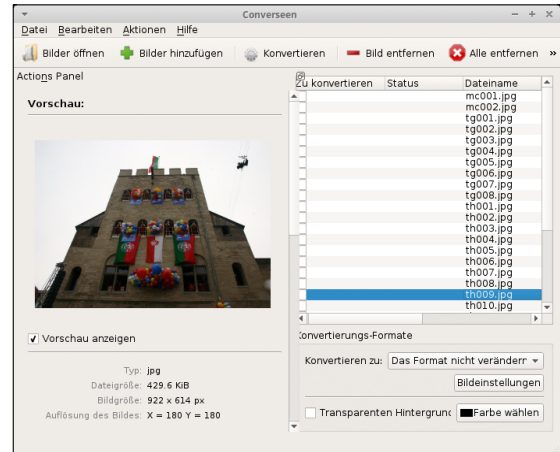 Converseen
Datei Bearbeiten Aktionen Hilfe
Bilder öffnen Bilder hinzufügen Konvertieren Bild entfernen Alle entfernen »
Actions Panel
Vorschau:
Vorschau anzeigen
Typ: jpg
Dateigröße: 429.6 KiB
Bildgröße: 922 x 614 px
Auflösung des Bildes: X = 180 Y = 180
Zu konvertieren Status Dateiname
mc001.jpg
mc002.jpg
tg001.jpg
tg002.jpg
tg003.jpg
tg004.jpg
tg005.jpg
tg006.jpg
tg007.jpg
tg008.jpg
th001.jpg
th002.jpg
th003.jpg
th004.jpg
th005.jpg
th006.jpg
th007.jpg
th008.jpg
th009.jpg
th010.jpg
Konvertierungs-Formate
Konvertieren zu: Das Format nicht verändern
Bildeinstellungen
Transparenten Hintergrund Farbe wählen